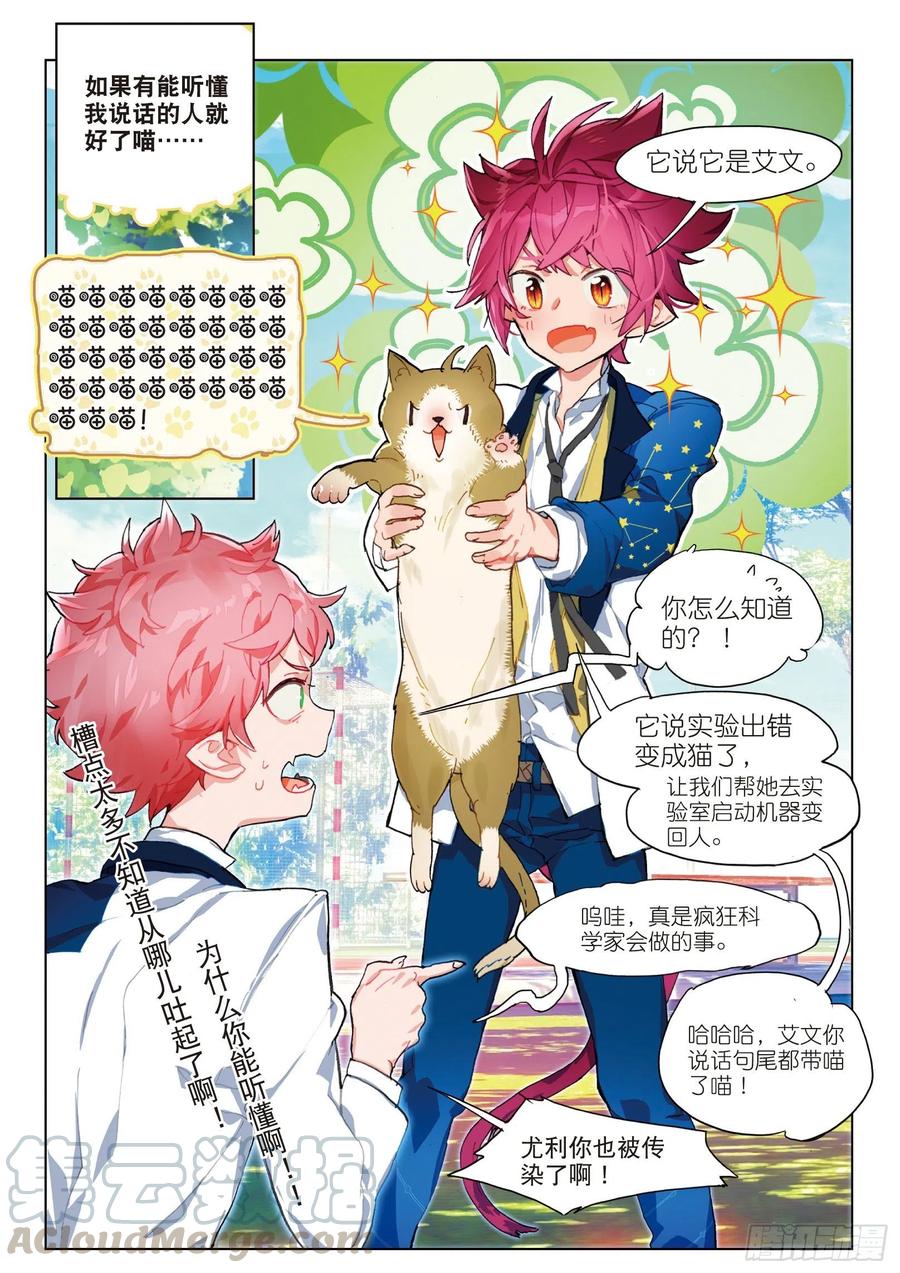 如果有能听懂
我说话的人就
好了喵……
它说它是艾文。
喵喵喵喵喵喵喵喵
喵喵喵喵喵喵喵喵
喵喵喵喵喵喵喵喵
喵喵喵喵喵喵喵喵
喵喵喵！
你怎么知道
的？！
它说实验出错
变成猫了，
让我们帮她去实
验室启动机器变
回人。
槽点太多不知道从哪儿吐起了啊！
为什么你能听懂啊！！
呜哇，真是疯狂科
学家会做的事。
哈哈哈，艾文你
说话句尾都带喵
了喵！
尤利你也被传
染了啊！
集云数据
AcloudMerge.com
腾讯动漫